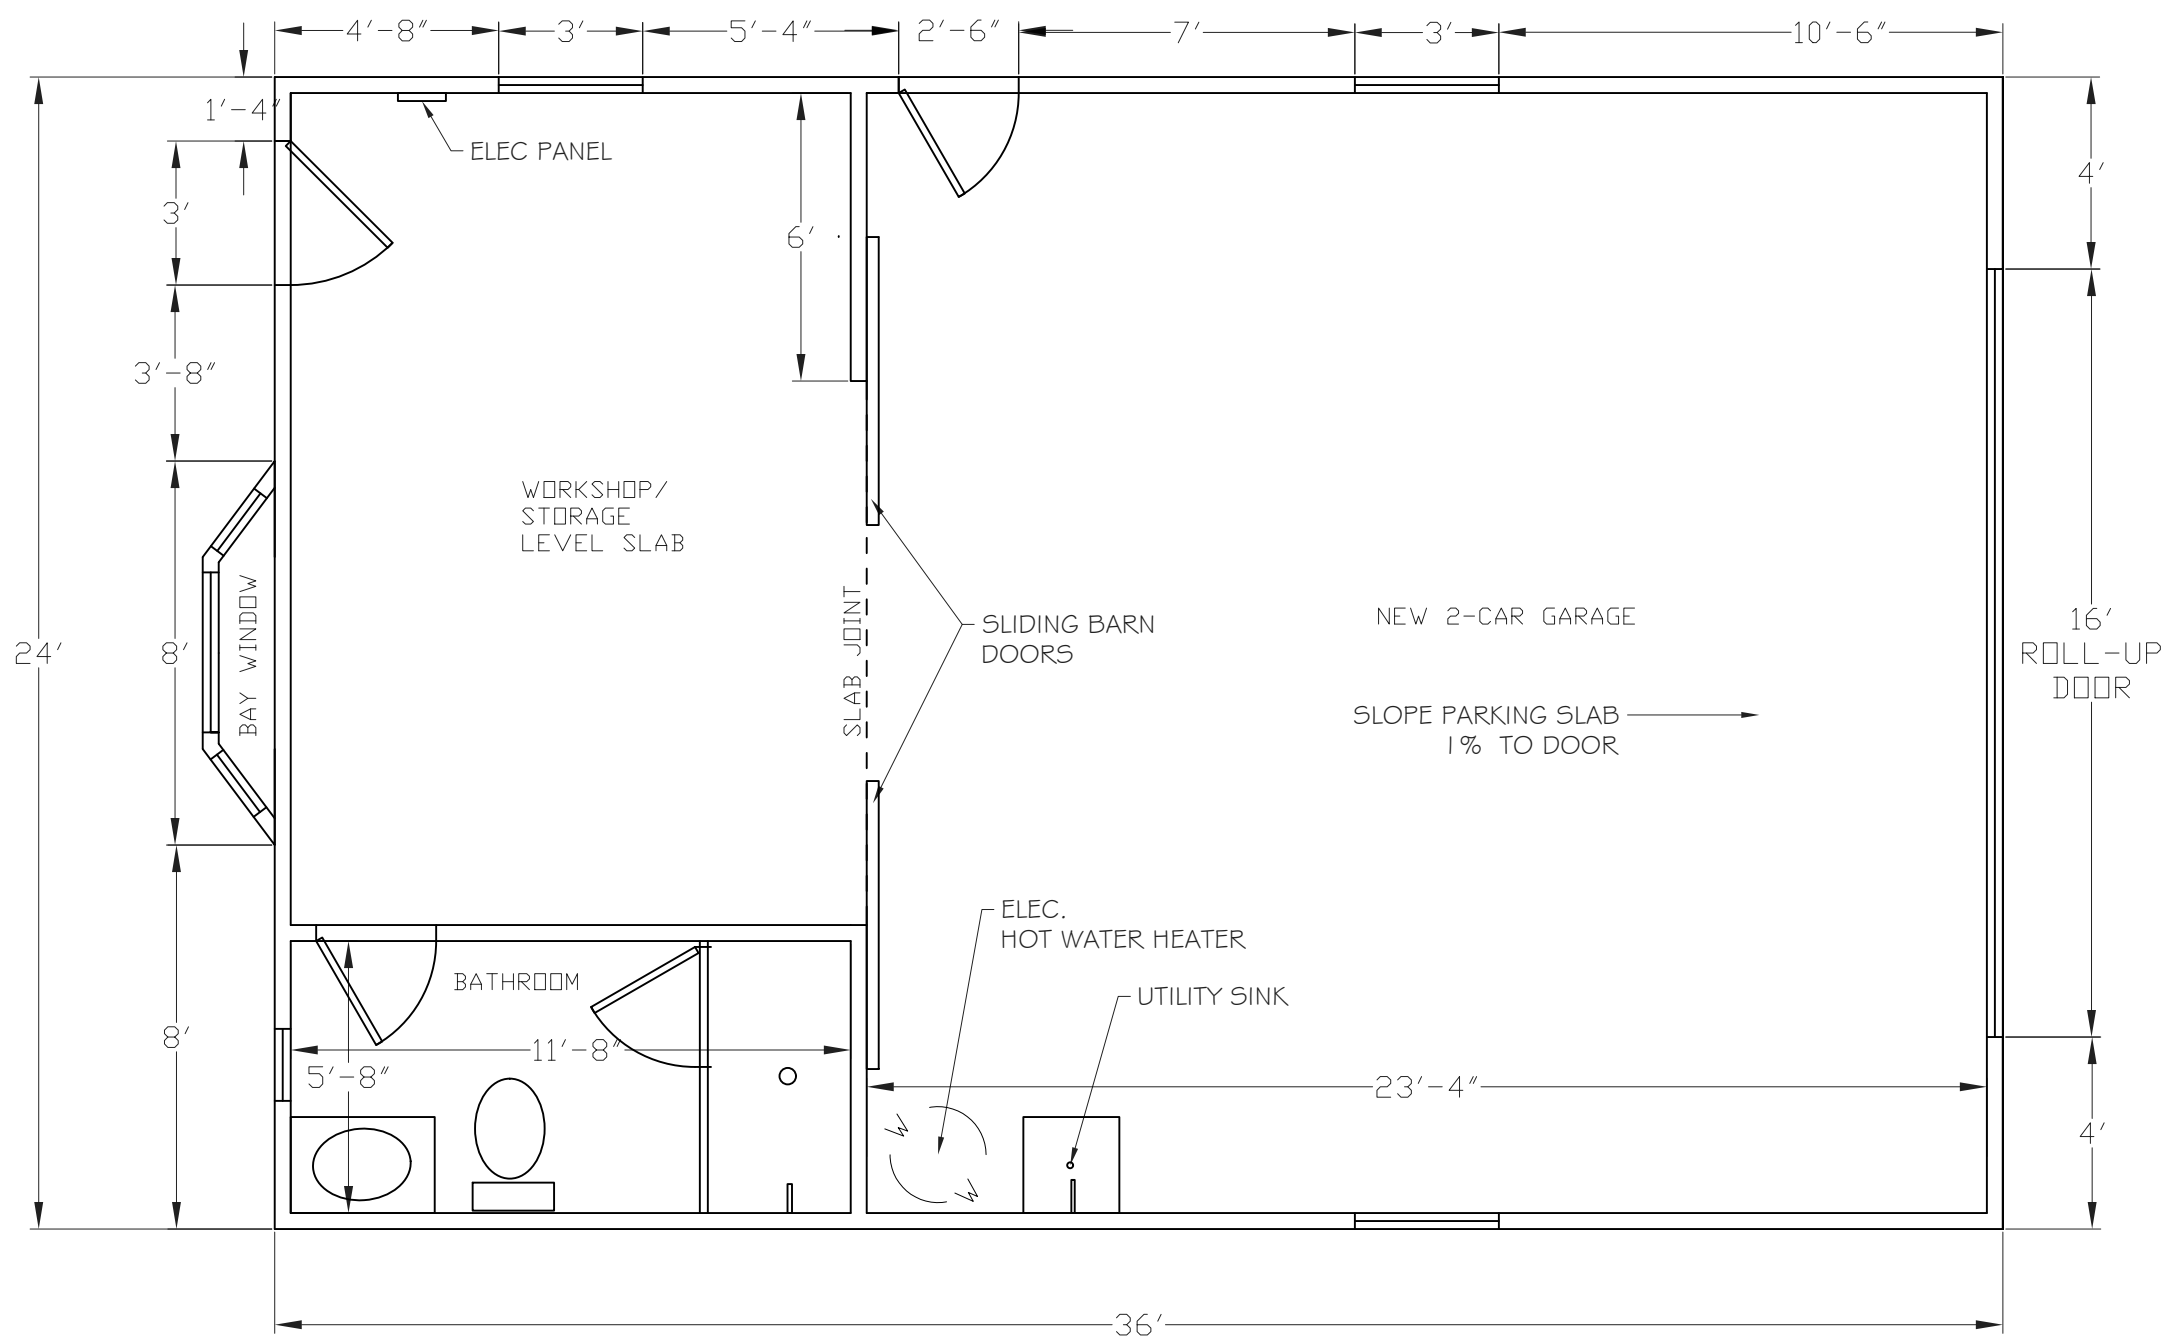 4'-8"
3'
5'-4"
2'-6"
7'
3'
10'-6"
1'-4"
ELEC PANEL
3'
6'
4'
3'-8"
WORKSHOP/
STORAGE
LEVEL SLAB
24'
8'
BAY WINDOW
SLAB JOINT
SLIDING BARN
DOORS
NEW 2-CAR GARAGE
16'
ROLL-UP
DOOR
SLOPE PARKING SLAB
1% TO DOOR
ELEC.
HOT WATER HEATER
BATHROOM
UTILITY SINK
8'
11'-8"
5'-8"
23'-4"
W
W
4'
36'